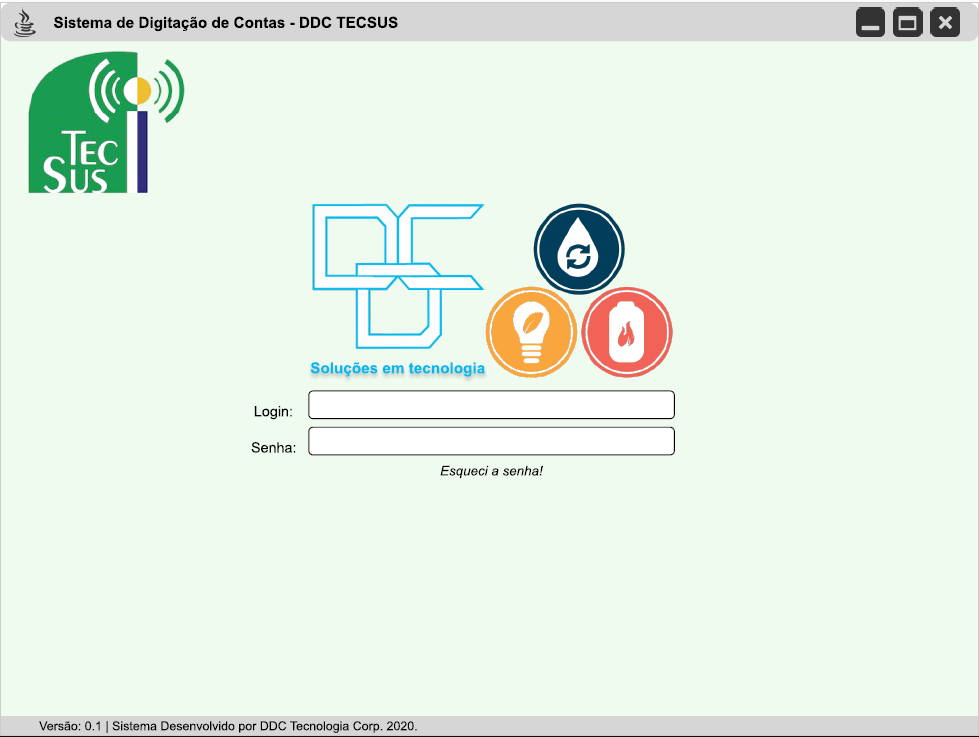 Sistema de Digitação de Contas - DDC TECSUS
TEC
SUS
DDC
Soluções em tecnologia
Login:
Senha:
Esqueci a senha!
Versão: 0.1 | Sistema Desenvolvido por DDC Tecnologia Corp. 2020.